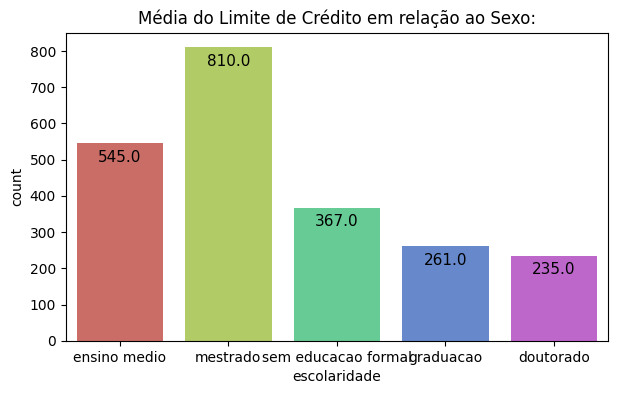 Média do Limite de Crédito em relação ao Sexo:
800
700
600
500
400
300
200
100
0
count
545.0
810.0
367.0
261.0
235.0
ensino medio
mestrado
sem educacao formal
graduacao
doutorado
escolaridade